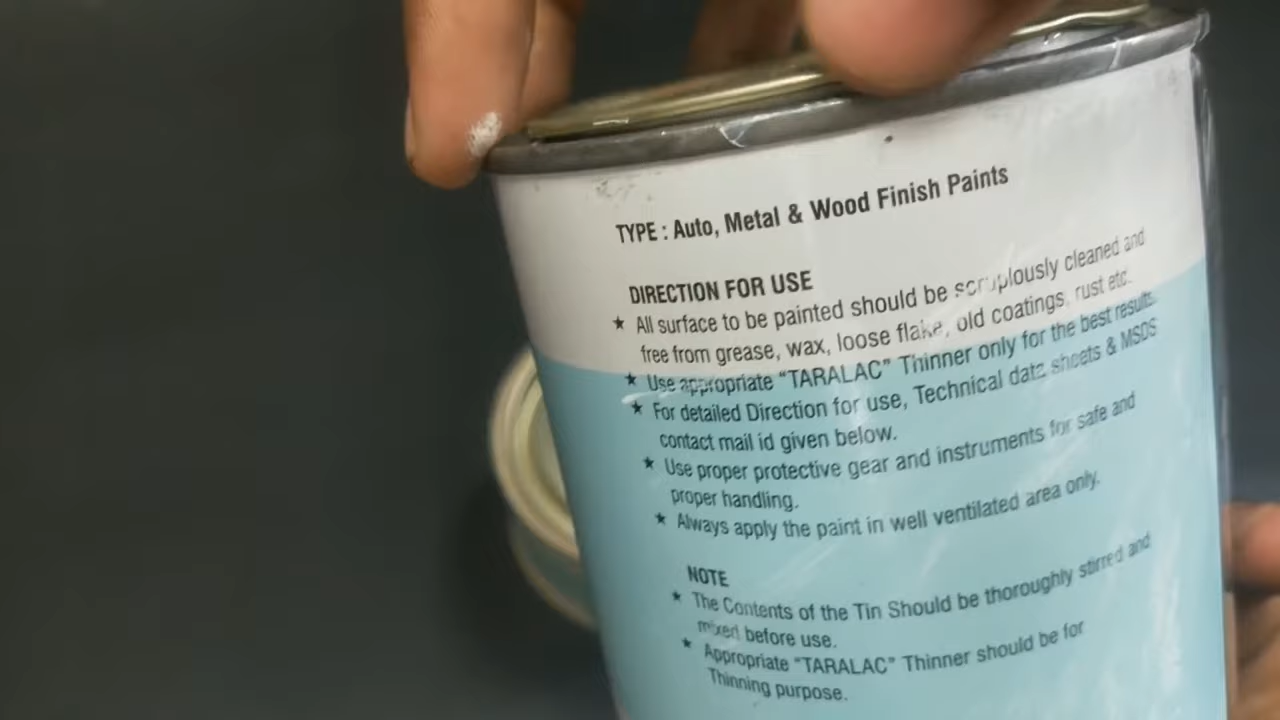 TYPE : Auto, Metal & Wood Finish Paints
DIRECTION FOR USE
★ All surface to be painted should be scruplously cleaned and
free from grease, wax, loose flake, old coatings, rust etc.
★ Use appropriate “TARALAC” Thinner only for the best results.
★ For detailed Direction for use, Technical data sheets & MSDS
contact mail id given below.
★ Use proper protective gear and instruments for safe and
proper handling.
★ Always apply the paint in well ventilated area only.
NOTE
★ The Contents of the Tin Should be thoroughly stirred and
mixed before use.
★ Appropriate “TARALAC” Thinner should be for
Thinning purpose.